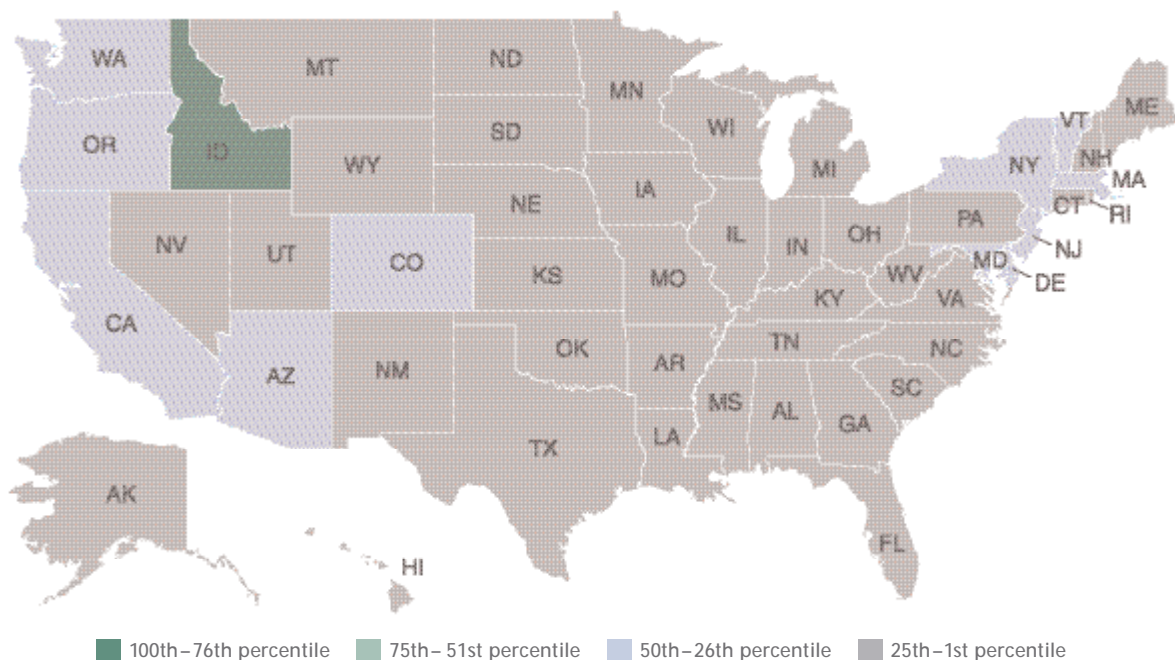 WA
MT
ND
MN
ME
VT
NH
OR
ID
SD
WI
MI
NY
MA
WY
IA
CT
RI
NE
PA
NJ
NV
UT
CO
IL
IN
OH
MD
DE
KS
MO
WV
VA
KY
CA
AZ
NM
OK
AR
TN
NC
SC
MS
AL
GA
TX
LA
AK
HI
FL
100th–76th percentile
75th–51st percentile
50th–26th percentile
25th–1st percentile